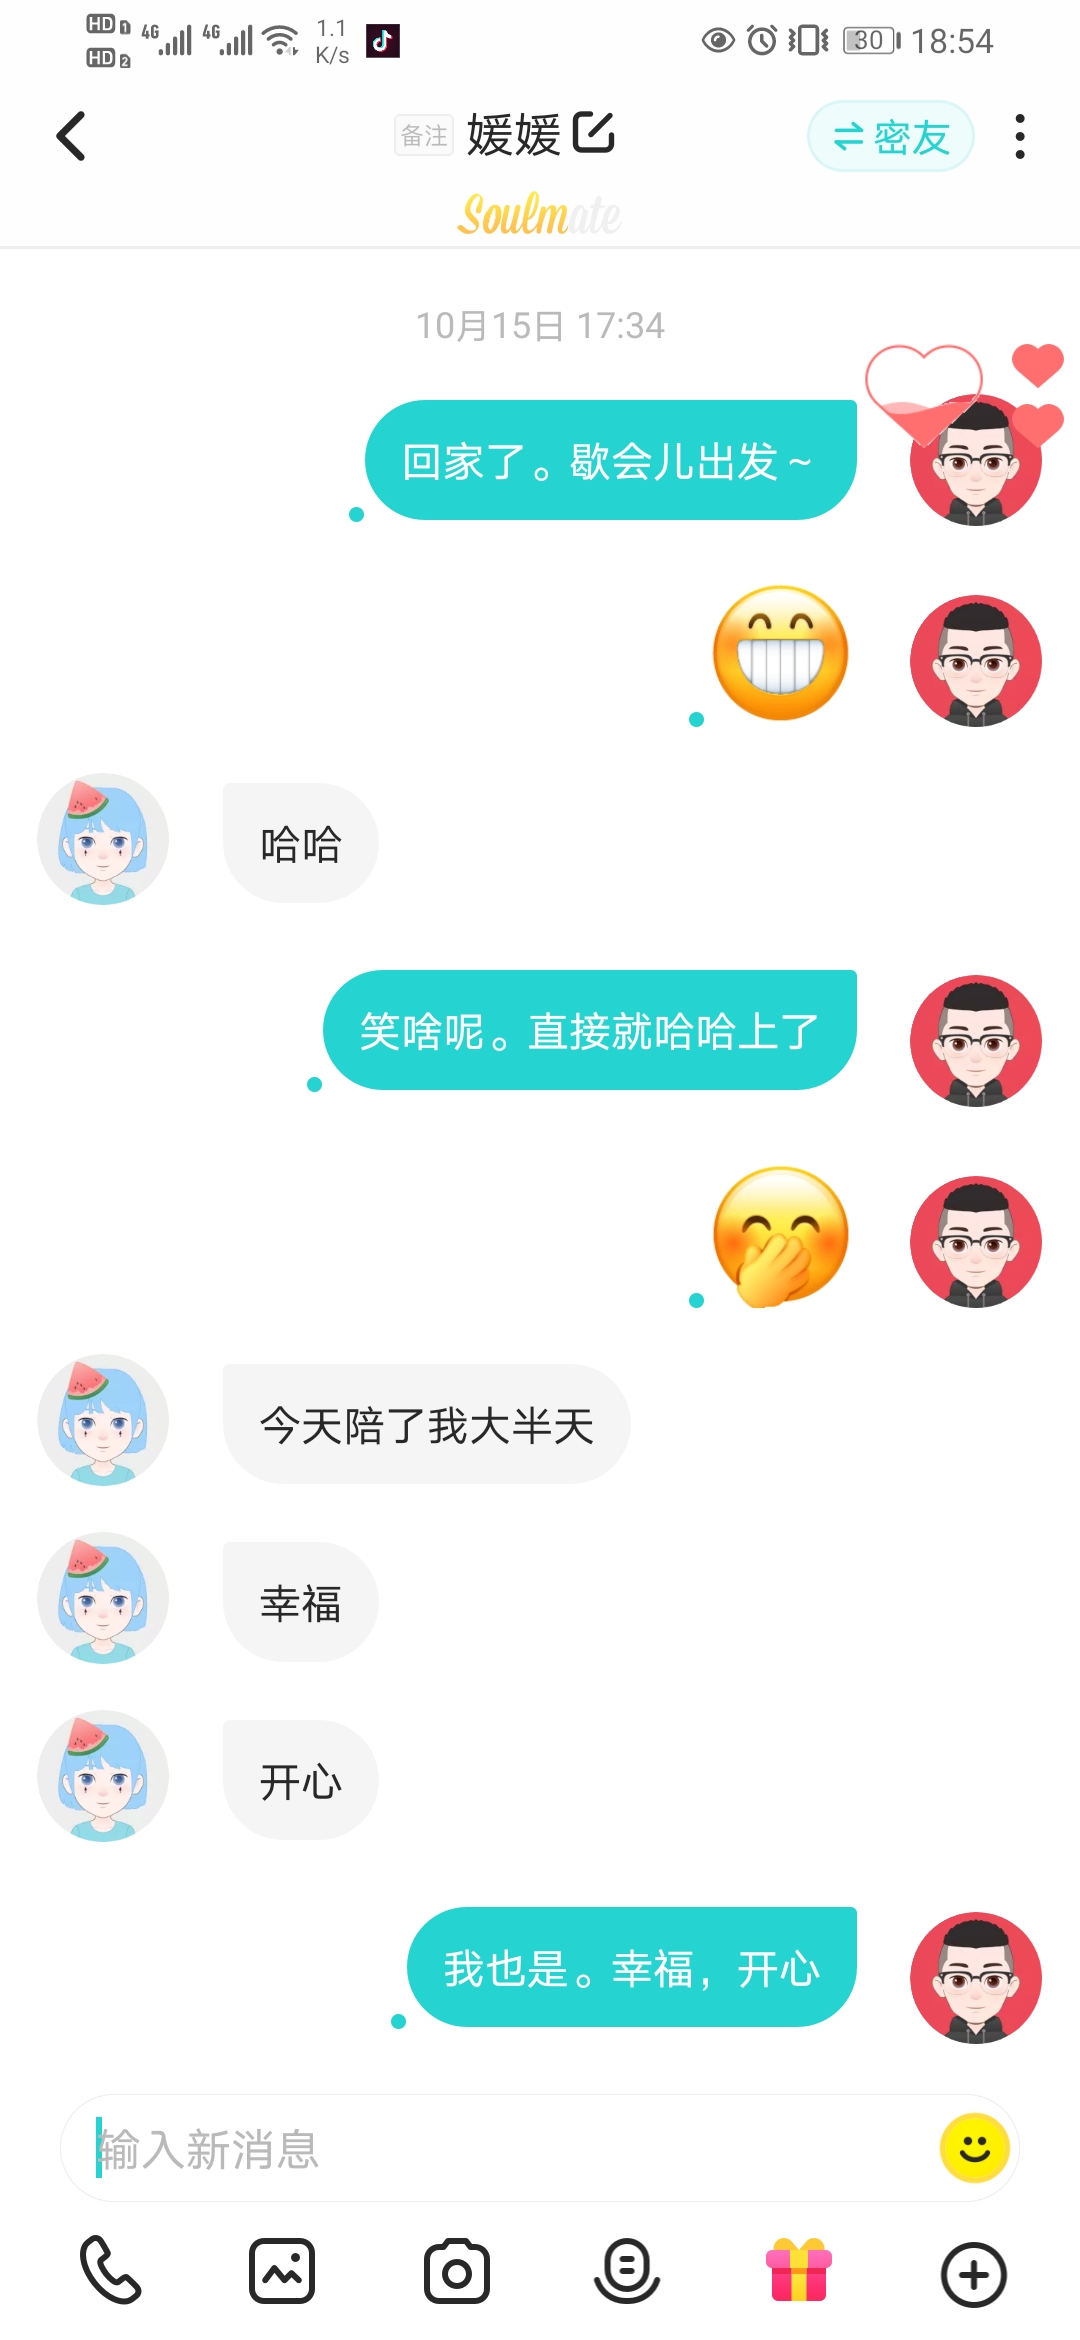 HD 1 4G 4G 1.1 30 18:54
HD 2 K/s
备注 媛媛 密友
Soulmate
10月15日 17:34
回家了。歇会儿出发~
哈哈
笑啥呢。直接就哈哈上了
今天陪了我大半天
幸福
开心
我也是。幸福，开心
输入新消息